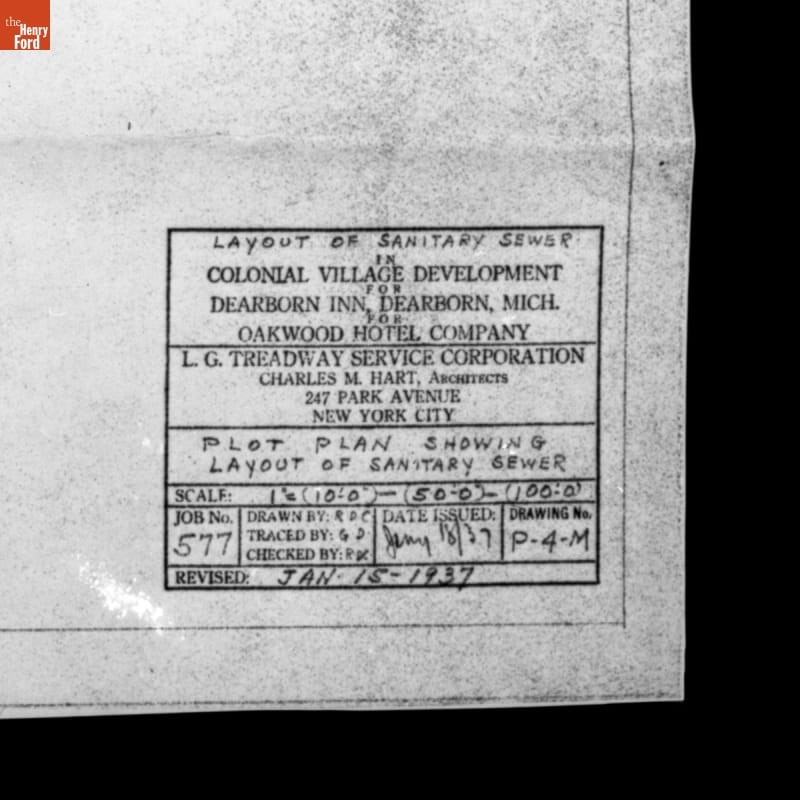 the
Henry
Ford
LAYOUT OF SANITARY SEWER
IN
COLONIAL VILLAGE DEVELOPMENT
FOR
DEARBORN INN, DEARBORN, MICH.
FOR
OAKWOOD HOTEL COMPANY
L. G. TREADWAY SERVICE CORPORATION
CHARLES M. HART, ARCHITECTS
247 PARK AVENUE
NEW YORK CITY
PLOT PLAN SHOWING
LAYOUT OF SANITARY SEWER
SCALE: 1"=(10'-0")-(50'-0")-(100'-0")
JOB No. 577
DRAWN BY: R D C
TRACED BY: G D
CHECKED BY:
DATE ISSUED: /37
DRAWING No. P-4-M
REVISED: JAN-15-1937